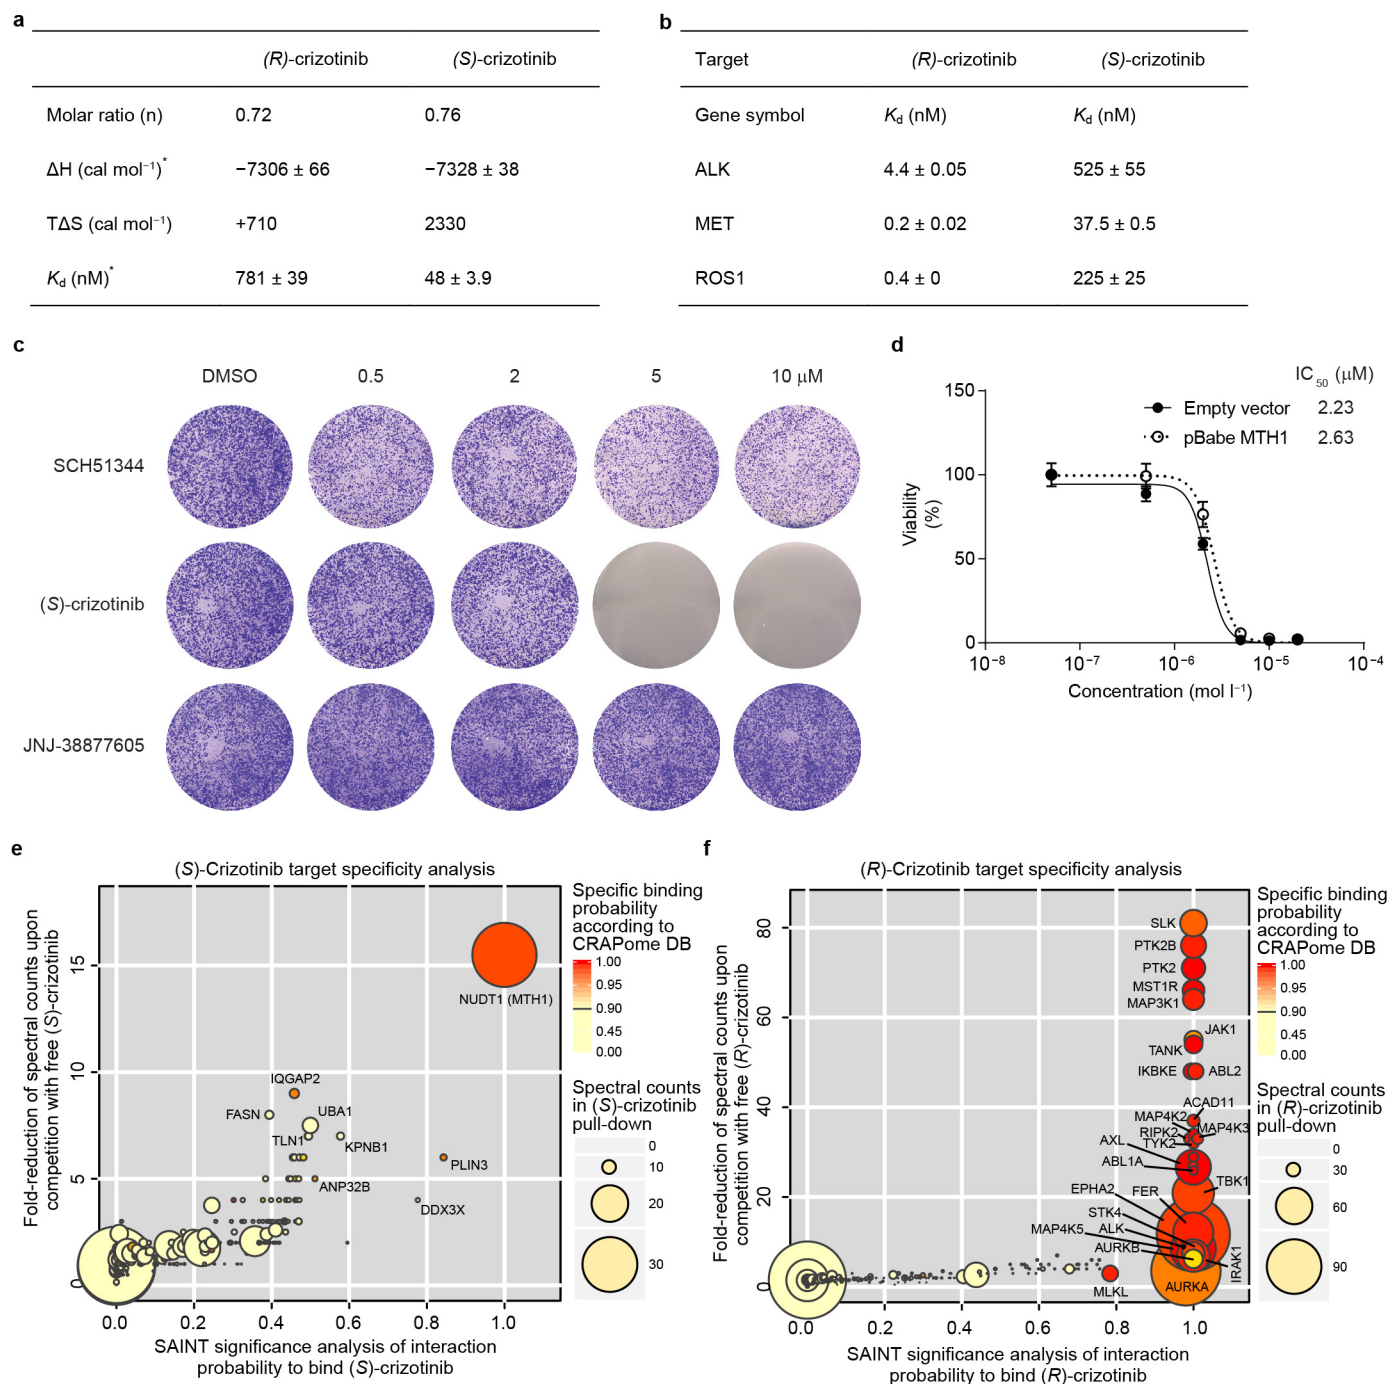 a
(R)-crizotinib (S)-crizotinib
Molar ratio (n) 0.72 0.76
ΔH (cal mol⁻¹)* −7306 ± 66 −7328 ± 38
TΔS (cal mol⁻¹) +710 2330
Kd (nM)* 781 ± 39 48 ± 3.9
b
Target (R)-crizotinib (S)-crizotinib
Gene symbol Kd (nM) Kd (nM)
ALK 4.4 ± 0.05 525 ± 55
MET 0.2 ± 0.02 37.5 ± 0.5
ROS1 0.4 ± 0 225 ± 25
c
DMSO 0.5 2 5 10 μM
SCH51344
(S)-crizotinib
JNJ-38877605
d
IC50 (μM)
Empty vector 2.23
pBabe MTH1 2.63
150
100
50
0
Viability
(%)
10⁻⁸ 10⁻⁷ 10⁻⁶ 10⁻⁵ 10⁻⁴
Concentration (mol l⁻¹)
e
(S)-Crizotinib target specificity analysis
Fold-reduction of spectral counts upon
competition with free (S)-crizotinib
15
10
5
0
NUDT1 (MTH1)
IQGAP2
FASN
UBA1
TLN1
KPNB1
PLIN3
ANP32B
DDX3X
0.0 0.2 0.4 0.6 0.8 1.0
SAINT significance analysis of interaction
probability to bind (S)-crizotinib
Specific binding
probability
according to
CRAPome DB
1.00
0.95
0.90
0.45
0.00
Spectral counts
in (S)-crizotinib
pull-down
0
10
20
30
f
(R)-Crizotinib target specificity analysis
Fold-reduction of spectral counts upon
competition with free (R)-crizotinib
80
60
40
20
0
SLK
PTK2B
PTK2
MST1R
MAP3K1
JAK1
TANK
IKBKE
ABL2
ACAD11
MAP4K2
MAP4K3
RIPK2
TYK2
AXL
ABL1A
TBK1
EPHA2
FER
STK4
MAP4K5
ALK
AURKB
IRAK1
MLKL
AURKA
0.0 0.2 0.4 0.6 0.8 1.0
SAINT significance analysis of interaction
probability to bind (R)-crizotinib
Specific binding
probability
according to
CRAPome DB
1.00
0.95
0.90
0.45
0.00
Spectral counts
in (R)-crizotinib
pull-down
0
30
60
90